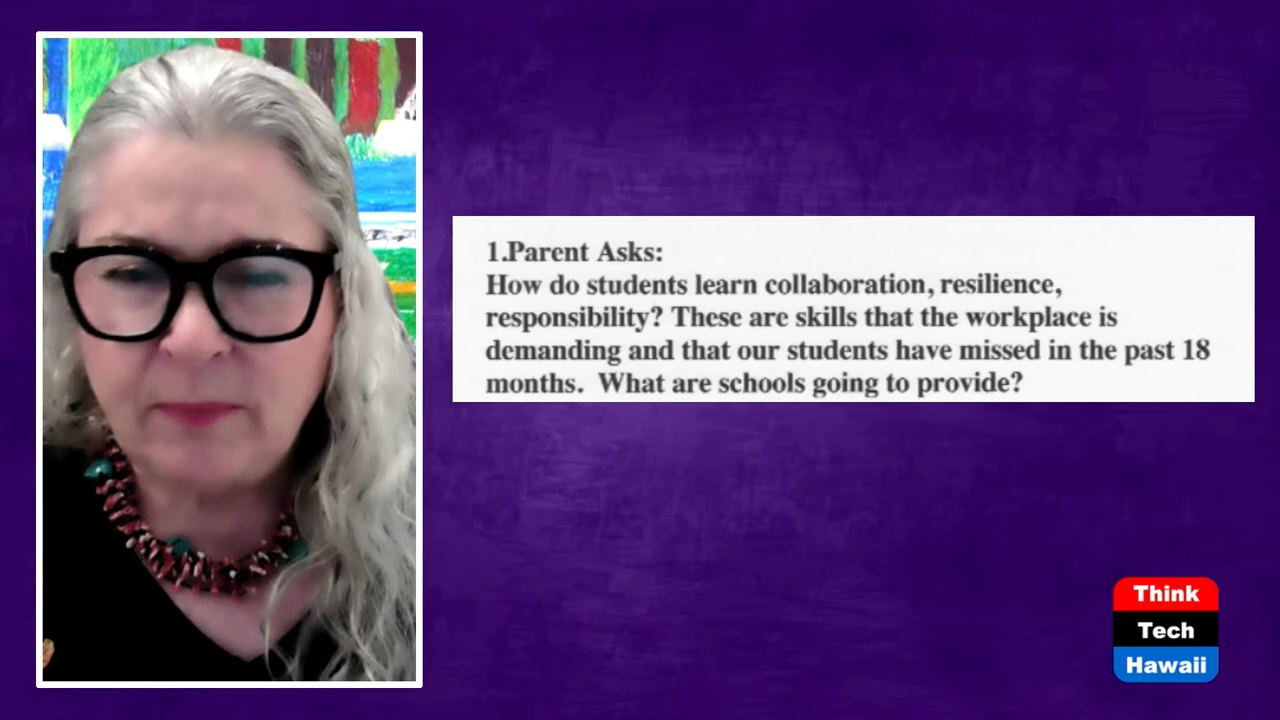 1.Parent Asks:
How do students learn collaboration, resilience,
responsibility? These are skills that the workplace is
demanding and that our students have missed in the past 18
months.  What are schools going to provide?
Think
Tech
Hawaii